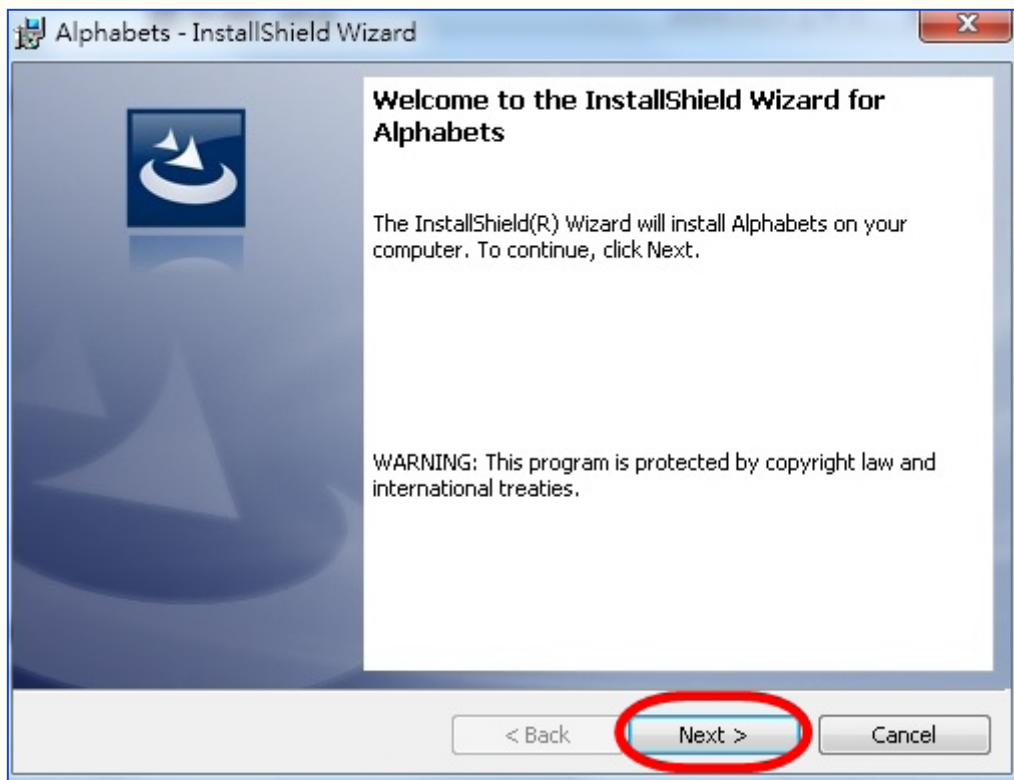 Alphabets - InstallShield Wizard
Welcome to the InstallShield Wizard for
Alphabets
The InstallShield(R) Wizard will install Alphabets on your
computer. To continue, click Next.
WARNING: This program is protected by copyright law and
international treaties.
< Back
Next >
Cancel